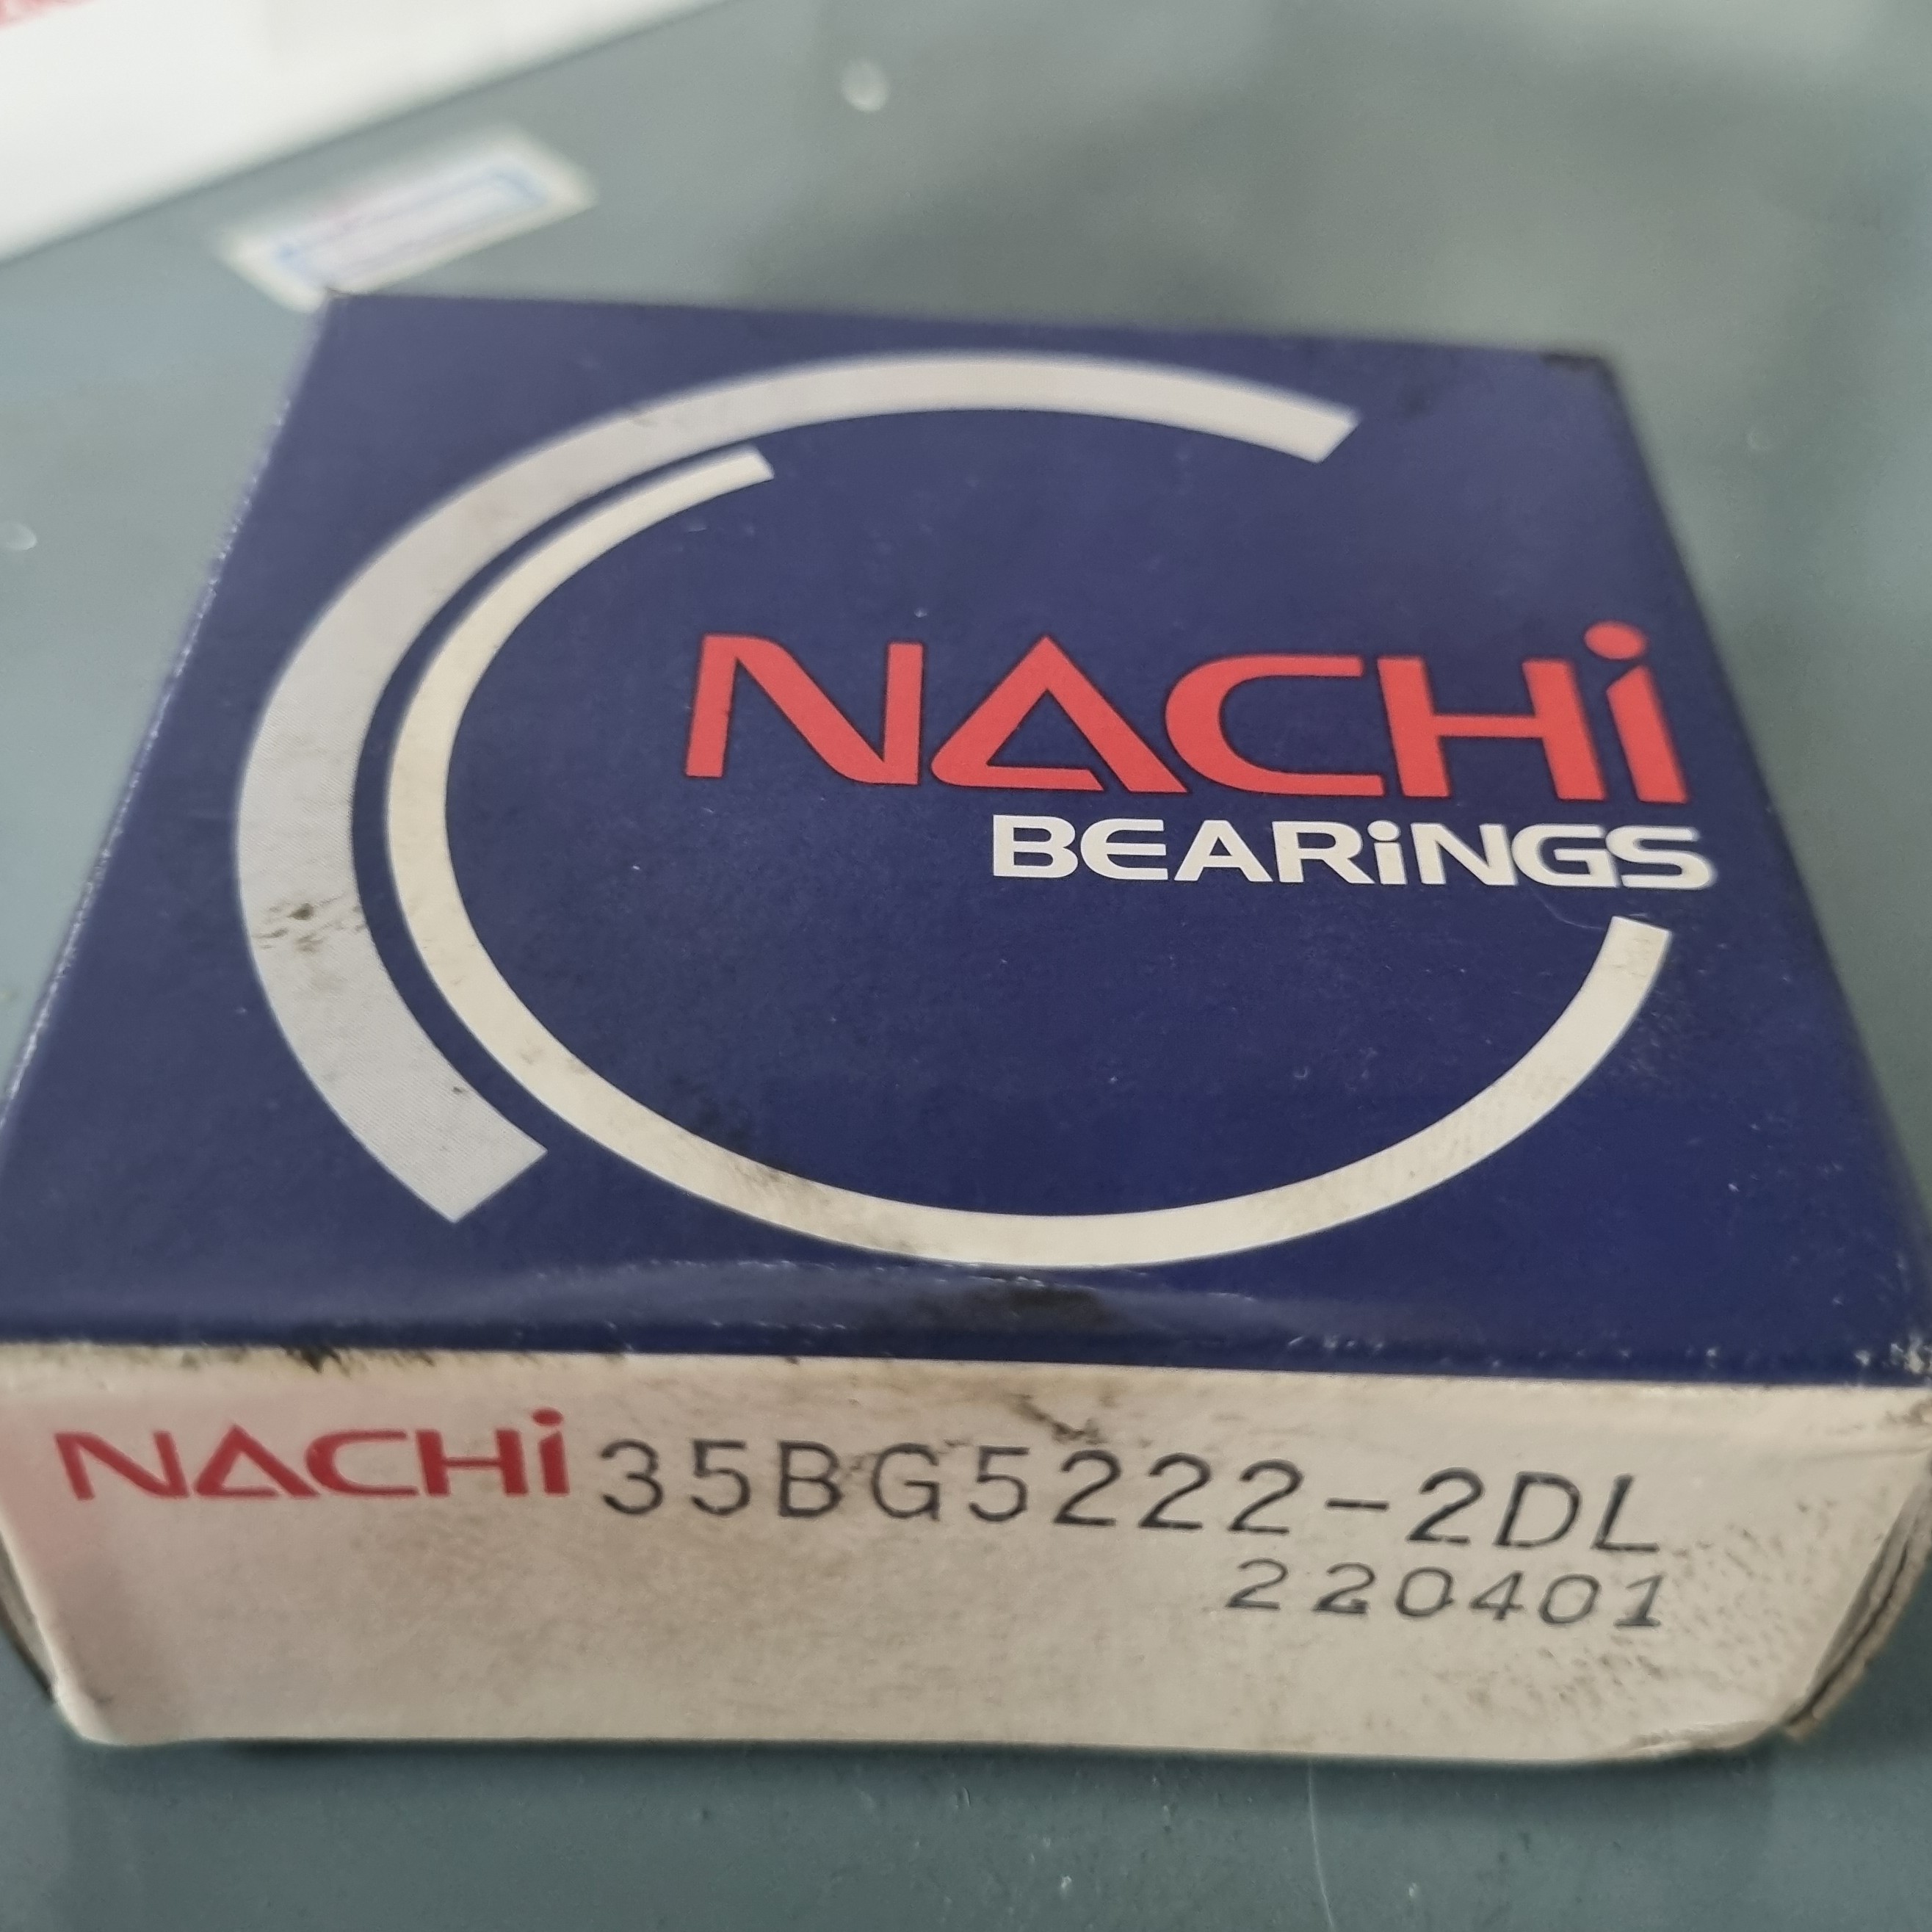 NACHi
BEARiNGS
NACHi 35BG5222-2DL
220401